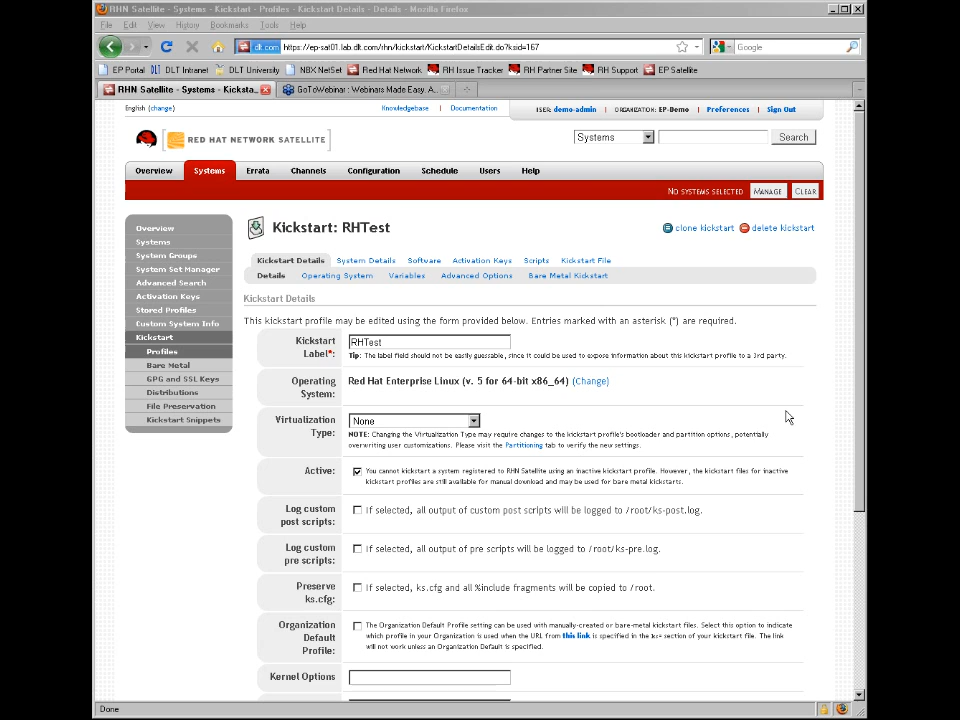 RHN Satellite - Systems - Kickstart - Profiles - Kickstart Details - Details - Mozilla Firefox
File Edit View History Bookmarks Tools Help
dlt.com https://ep-sat01.lab.dlt.com/rhn/kickstart/KickstartDetailsEdit.do?ksid=167 Google
EP Portal DLT Intranet DLT University NBX NetSet Red Hat Network RH Issue Tracker RH Partner Site RH Support EP Satellite
RHN Satellite - Systems - Kicksta... GoToWebinar : Webinars Made Easy. A...
English (change) Knowledgebase | Documentation USER: demo-admin | ORGANIZATION: EP-Demo | Preferences | Sign Out
RED HAT NETWORK SATELLITE Systems Search
Overview Systems Errata Channels Configuration Schedule Users Help
NO SYSTEMS SELECTED MANAGE CLEAR
Overview
Systems
System Groups
System Set Manager
Advanced Search
Activation Keys
Stored Profiles
Custom System Info
Kickstart
Profiles
Bare Metal
GPG and SSL Keys
Distributions
File Preservation
Kickstart Snippets
Kickstart: RHTest clone kickstart delete kickstart
Kickstart Details System Details Software Activation Keys Scripts Kickstart File
Details Operating System Variables Advanced Options Bare Metal Kickstart
Kickstart Details
This kickstart profile may be edited using the form provided below. Entries marked with an asterisk (*) are required.
Kickstart Label*: RHTest
Tip: The label field should not be easily guessable, since it could be used to expose information about this kickstart profile to a 3rd party.
Operating System: Red Hat Enterprise Linux (v. 5 for 64-bit x86_64) (Change)
Virtualization Type: None
NOTE: Changing the Virtualization Type may require changes to the kickstart profile's bootloader and partition options, potentially
overwriting user customizations. Please visit the Partitioning tab to verify the new settings.
Active: You cannot kickstart a system registered to RHN Satellite using an inactive kickstart profile. However, the kickstart files for inactive
kickstart profiles are still available for manual download and may be used for bare metal kickstarts.
Log custom post scripts: If selected, all output of custom post scripts will be logged to /root/ks-post.log.
Log custom pre scripts: If selected, all output of pre scripts will be logged to /root/ks-pre.log.
Preserve ks.cfg: If selected, ks.cfg and all %include fragments will be copied to /root.
Organization Default Profile: The Organization Default Profile setting can be used with manually-created or bare-metal kickstart files. Select this option to indicate
which profile in your Organization is used when the URL from this link is specified in the ks= section of your kickstart file. The link
will not work unless an Organization Default is specified.
Kernel Options
Done